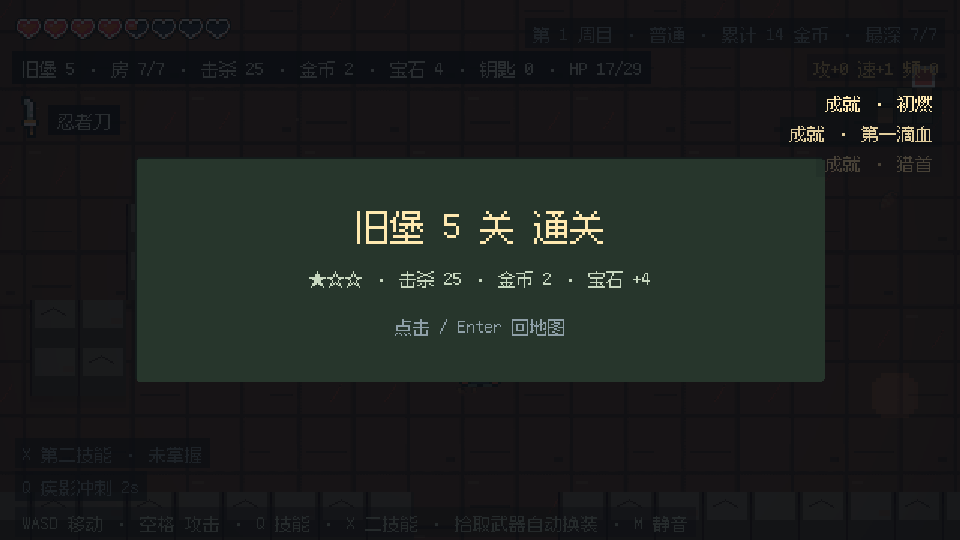 第 1 周目 · 普通 · 累计 14 金币 · 最深 7/7
旧堡 5 · 房 7/7 · 击杀 25 · 金币 2 · 宝石 4 · 钥匙 0 · HP 17/29
攻+0 速+1 频+0
忍者刀
成就 · 初燃
成就 · 第一滴血
成就 · 猎首
旧堡 5 关 通关
★☆☆ · 击杀 25 · 金币 2 · 宝石 +4
点击 / Enter 回地图
X 第二技能 · 未掌握
Q 疾影冲刺 2s
WASD 移动 · 空格 攻击 · Q 技能 · X 二技能 · 拾取武器自动换装 · M 静音